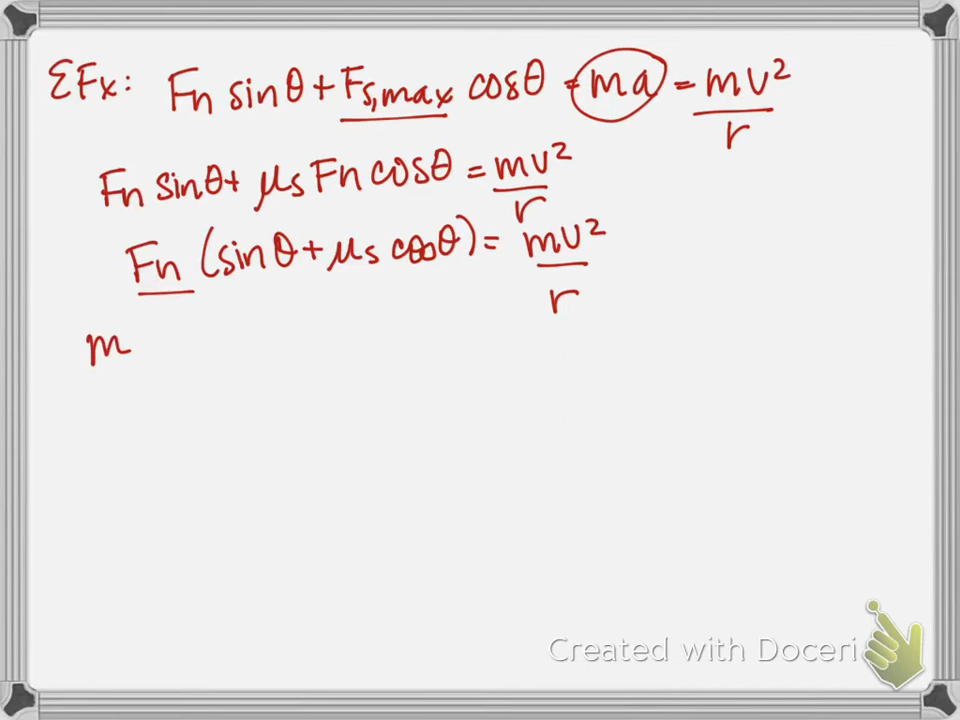 ΣFx: Fn sinθ + Fs,max cosθ = ma = mv²/r
Fn sinθ + μs Fn cosθ = mv²/r
Fn (sinθ + μs cosθ) = mv²/r
m
Created with Doceri